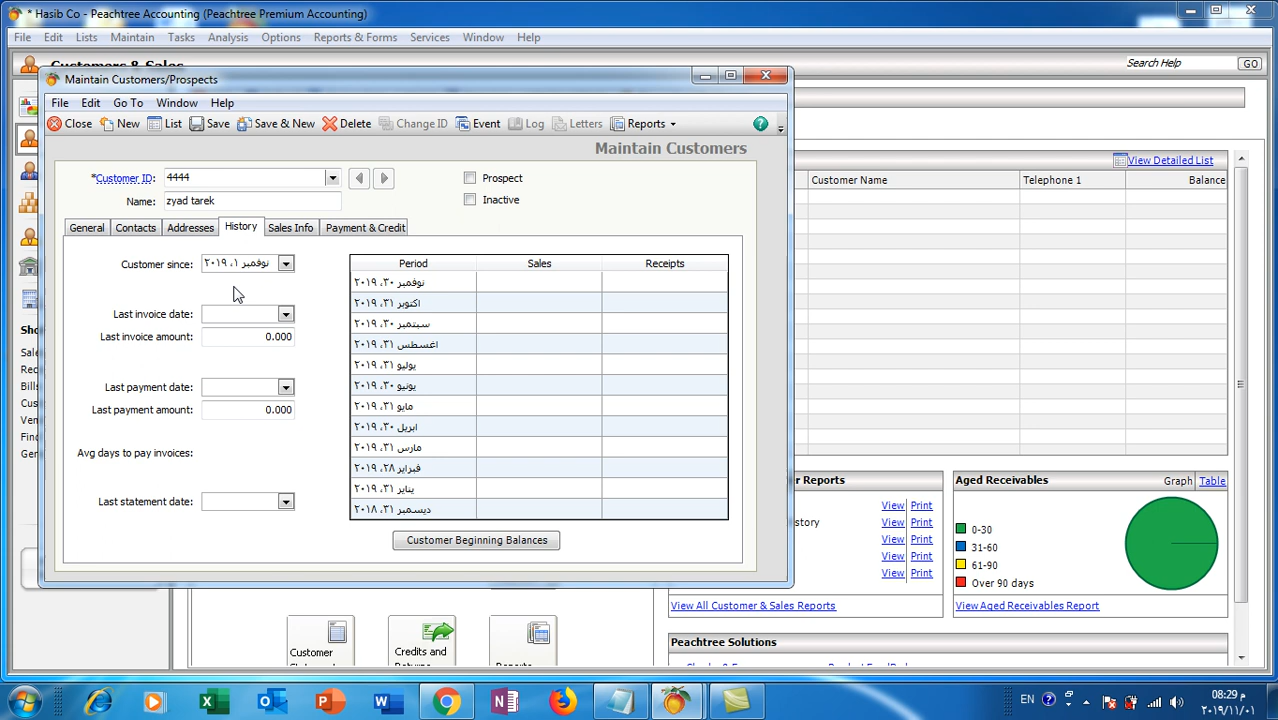 * Hasib Co - Peachtree Accounting (Peachtree Premium Accounting)
File Edit Lists Maintain Tasks Analysis Options Reports & Forms Services Window Help
Customers & Sales
Search Help GO
Maintain Customers/Prospects
File Edit Go To Window Help
Close New List Save Save & New Delete Change ID Event Log Letters Reports
Maintain Customers
*Customer ID: 4444
Prospect
Name: zyad tarek
Inactive
General Contacts Addresses History Sales Info Payment & Credit
Customer since: نوفمبر ٠١، ٢٠١٩
Last invoice date:
Last invoice amount: 0.000
Last payment date:
Last payment amount: 0.000
Avg days to pay invoices:
Last statement date:
Period Sales Receipts
نوفمبر ٣٠، ٢٠١٩
اكتوبر ٣١، ٢٠١٩
سبتمبر ٣٠، ٢٠١٩
اغسطس ٣١، ٢٠١٩
يوليو ٣١، ٢٠١٩
يونيو ٣٠، ٢٠١٩
مايو ٣١، ٢٠١٩
ابريل ٣٠، ٢٠١٩
مارس ٣١، ٢٠١٩
فبراير ٢٨، ٢٠١٩
يناير ٣١، ٢٠١٩
ديسمبر ٣١، ٢٠١٨
Customer Beginning Balances
View Detailed List
Customer Name Telephone 1 Balance
r Reports
View Print
story View Print
View Print
View Print
View Print
View All Customer & Sales Reports
Aged Receivables Graph Table
0-30
31-60
61-90
Over 90 days
View Aged Receivables Report
Peachtree Solutions
Customer
Credits and
EN
م 08:29
٢٠١٩/١١/٠١